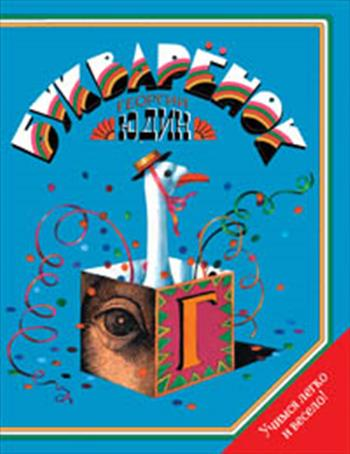 БУКВАРЁНОК
ГЕОРГИЙ
ЮДИН
Г
Учимся легко
и весело!